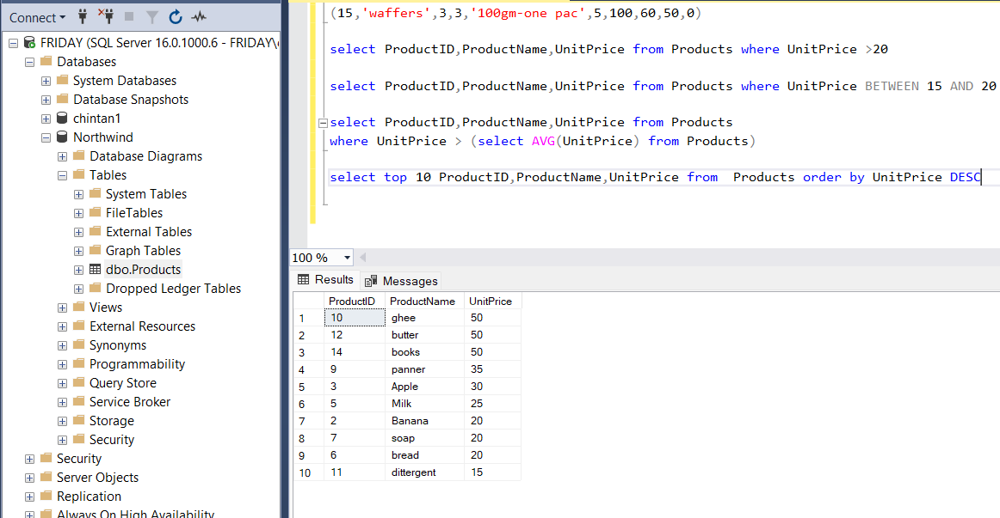 Connect
FRIDAY (SQL Server 16.0.1000.6 - FRIDAY\
Databases
System Databases
Database Snapshots
chintan1
Northwind
Database Diagrams
Tables
System Tables
FileTables
External Tables
Graph Tables
dbo.Products
Dropped Ledger Tables
Views
External Resources
Synonyms
Programmability
Query Store
Service Broker
Storage
Security
Security
Server Objects
Replication
Always On High Availability
(15,'waffers',3,3,'100gm-one pac',5,100,60,50,0)
select ProductID,ProductName,UnitPrice from Products where UnitPrice >20
select ProductID,ProductName,UnitPrice from Products where UnitPrice BETWEEN 15 AND 20
select ProductID,ProductName,UnitPrice from Products
where UnitPrice > (select AVG(UnitPrice) from Products)
select top 10 ProductID,ProductName,UnitPrice from  Products order by UnitPrice DESC
100 %
Results Messages
ProductID ProductName UnitPrice
1 10 ghee 50
2 12 butter 50
3 14 books 50
4 9 panner 35
5 3 Apple 30
6 5 Milk 25
7 2 Banana 20
8 7 soap 20
9 6 bread 20
10 11 dittergent 15